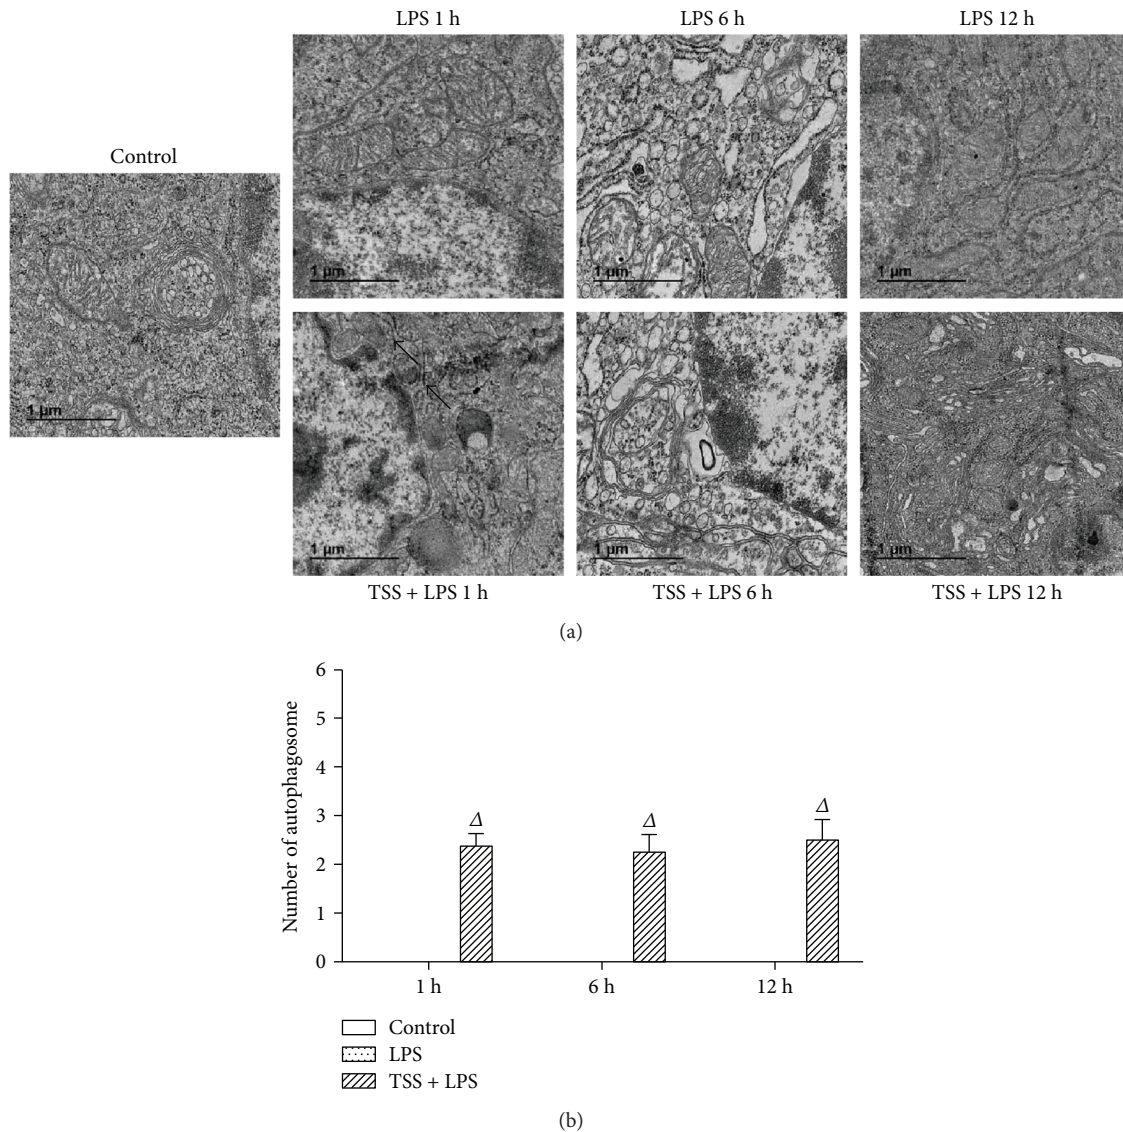 LPS 1 h
LPS 6 h
LPS 12 h
Control
1 μm
1 μm
1 μm
1 μm
1 μm
1 μm
1 μm
TSS + LPS 1 h
TSS + LPS 6 h
TSS + LPS 12 h
(a)
6
5
4
3
2
1
0
Number of autophagosome
Δ
Δ
Δ
1 h
6 h
12 h
Control
LPS
TSS + LPS
(b)